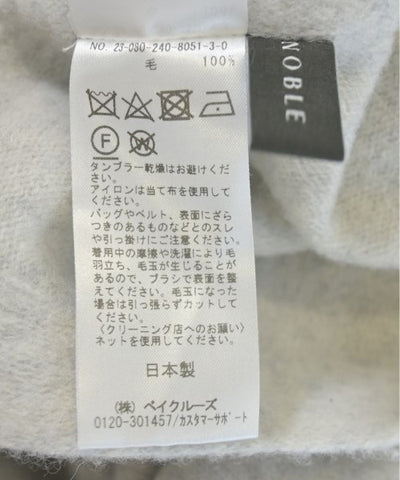 NO. 23-080-240-8051-3-0
毛 100%
NOBLE
F
W
タンブラー乾燥はお避けくだ
さい。
アイロンは当て布を使用して
ください。
バッグやベルト、表面にざら
つきのあるものなどとのスレ
や引っ掛けにご注意ください。
着用中の摩擦や洗濯により毛
羽立ち、毛玉が生じることが
あるので、ブラシで表面を整
えてください。毛玉になった
場合は引っ張らずカットして
ください。
〈クリーニング店へのお願い〉
ネットを使用してください。
日本製
(株) ベイクルーズ
0120-301457/カスタマーサポート